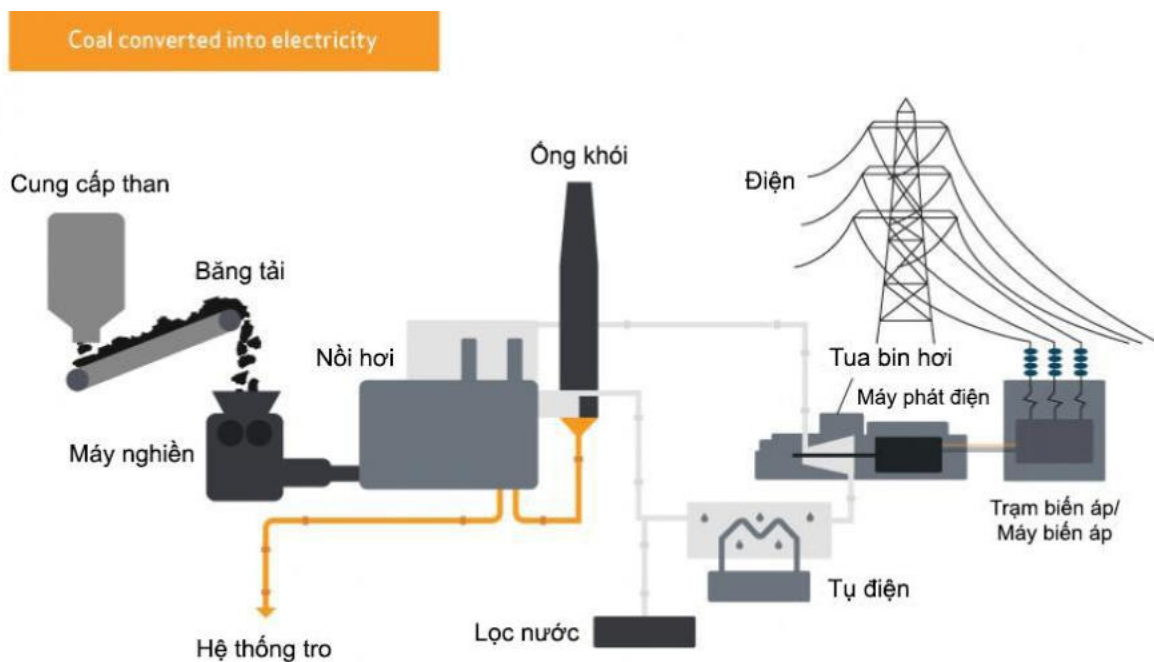 Coal converted into electricity
Cung cấp than
Băng tải
Máy nghiền
Nồi hơi
Ống khói
Điện
Tua bin hơi
Máy phát điện
Trạm biến áp/
Máy biến áp
Tụ điện
Lọc nước
Hệ thống tro